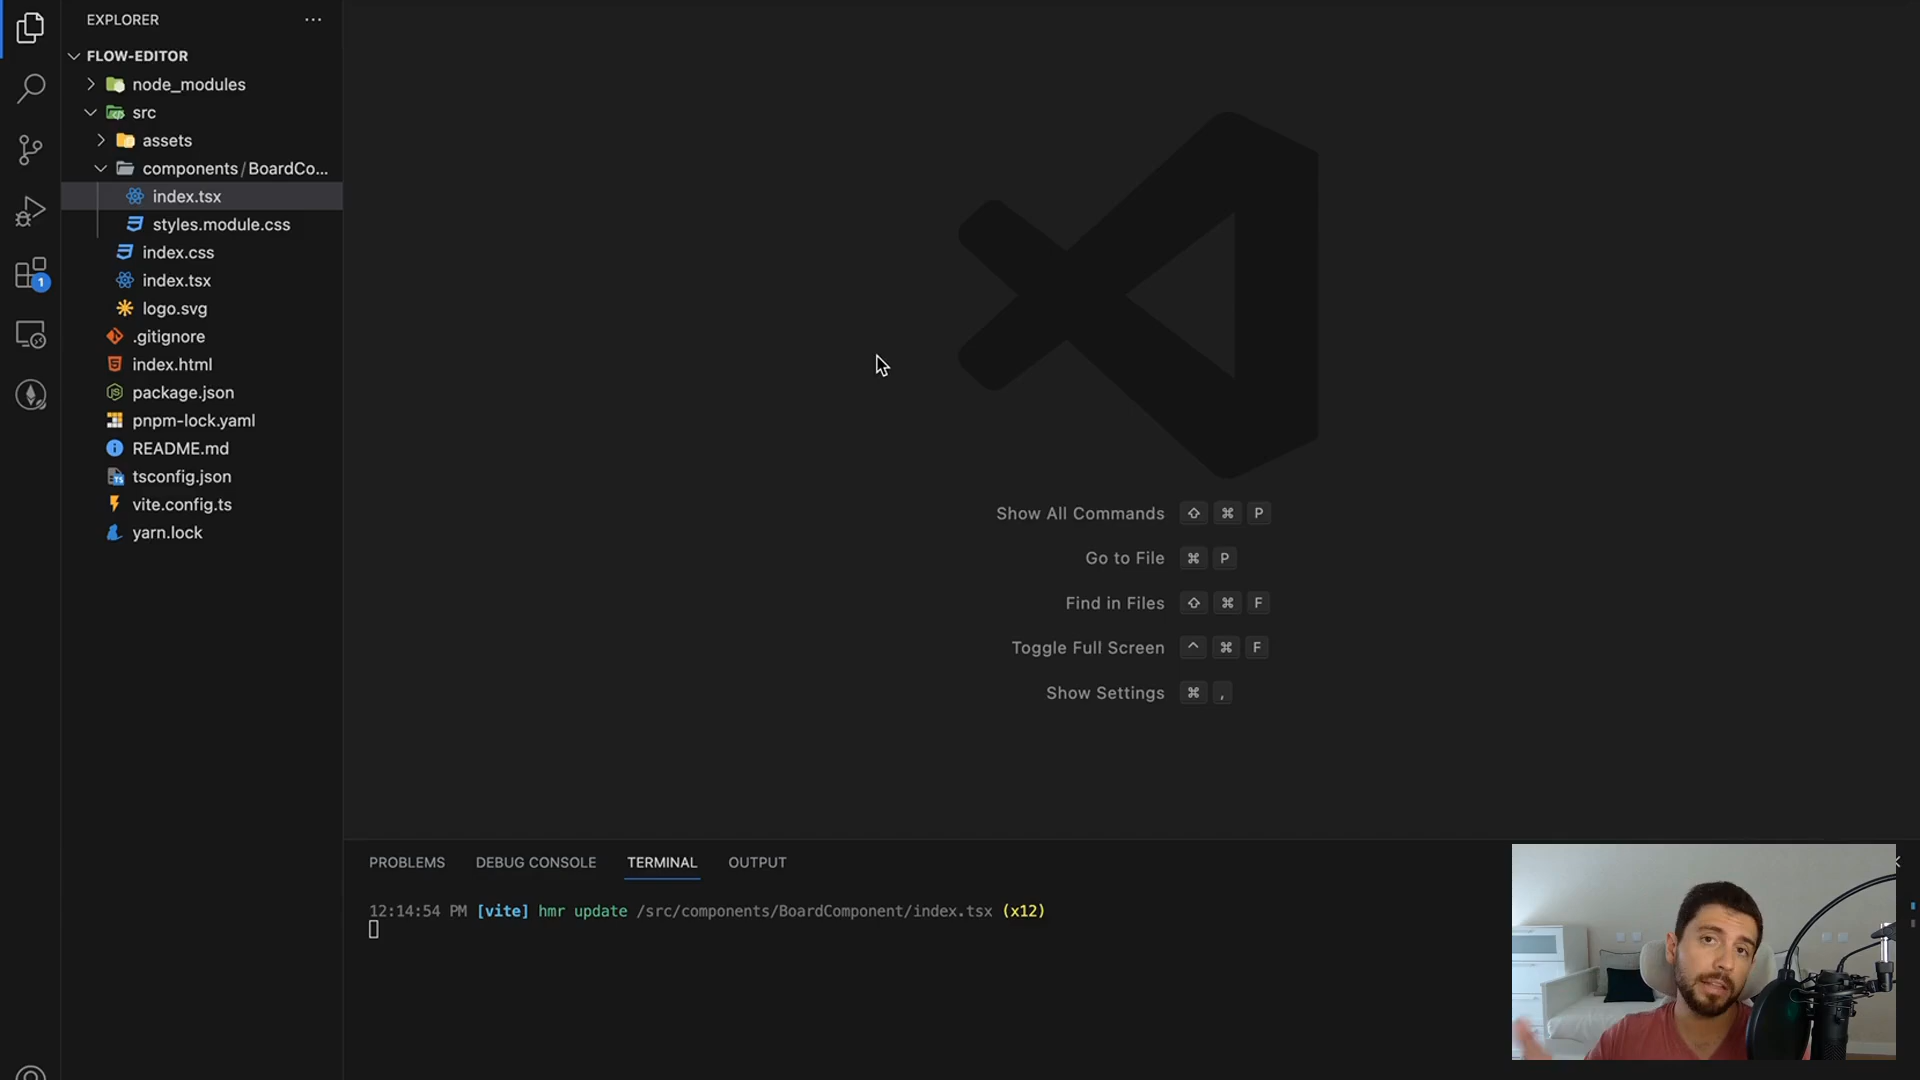 EXPLORER
FLOW-EDITOR
node_modules
src
assets
components/BoardCo...
index.tsx
styles.module.css
index.css
index.tsx
logo.svg
.gitignore
index.html
package.json
pnpm-lock.yaml
README.md
tsconfig.json
vite.config.ts
yarn.lock
1
Show All Commands ⇧ ⌘ P
Go to File ⌘ P
Find in Files ⇧ ⌘ F
Toggle Full Screen ^ ⌘ F
Show Settings ⌘ ,
PROBLEMS DEBUG CONSOLE TERMINAL OUTPUT
12:14:54 PM [vite] hmr update /src/components/BoardComponent/index.tsx (x12)